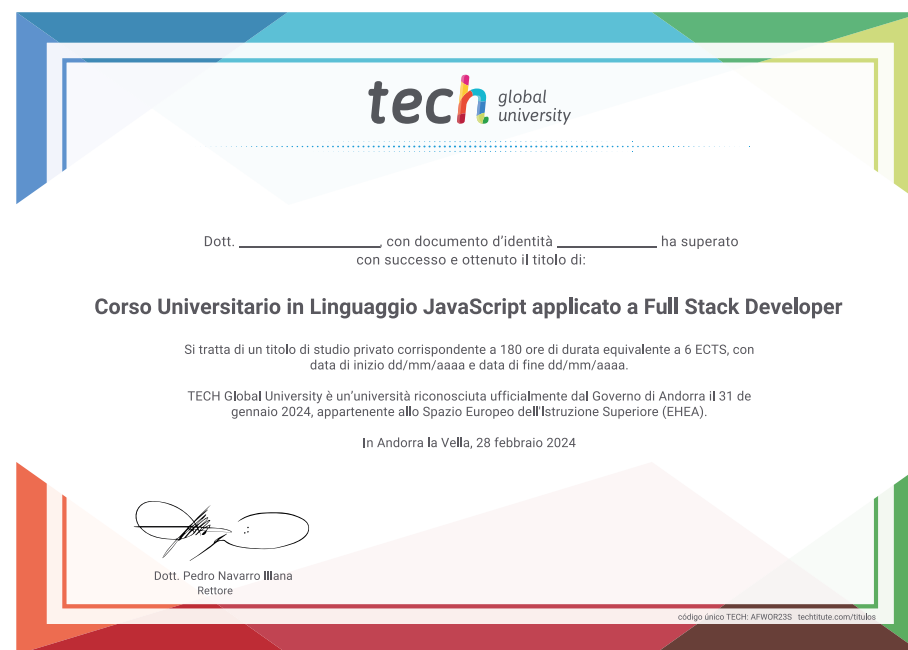 tech global university
Dott. ________________, con documento d'identità ____________ ha superato
con successo e ottenuto il titolo di:
Corso Universitario in Linguaggio JavaScript applicato a Full Stack Developer
Si tratta di un titolo di studio privato corrispondente a 180 ore di durata equivalente a 6 ECTS, con
data di inizio dd/mm/aaaa e data di fine dd/mm/aaaa.
TECH Global University è un'università riconosciuta ufficialmente dal Governo di Andorra il 31 de
gennaio 2024, appartenente allo Spazio Europeo dell'Istruzione Superiore (EHEA).
In Andorra la Vella, 28 febbraio 2024
Dott. Pedro Navarro Illana
Rettore
código único TECH: AFWOR23S techtitute.com/titulos